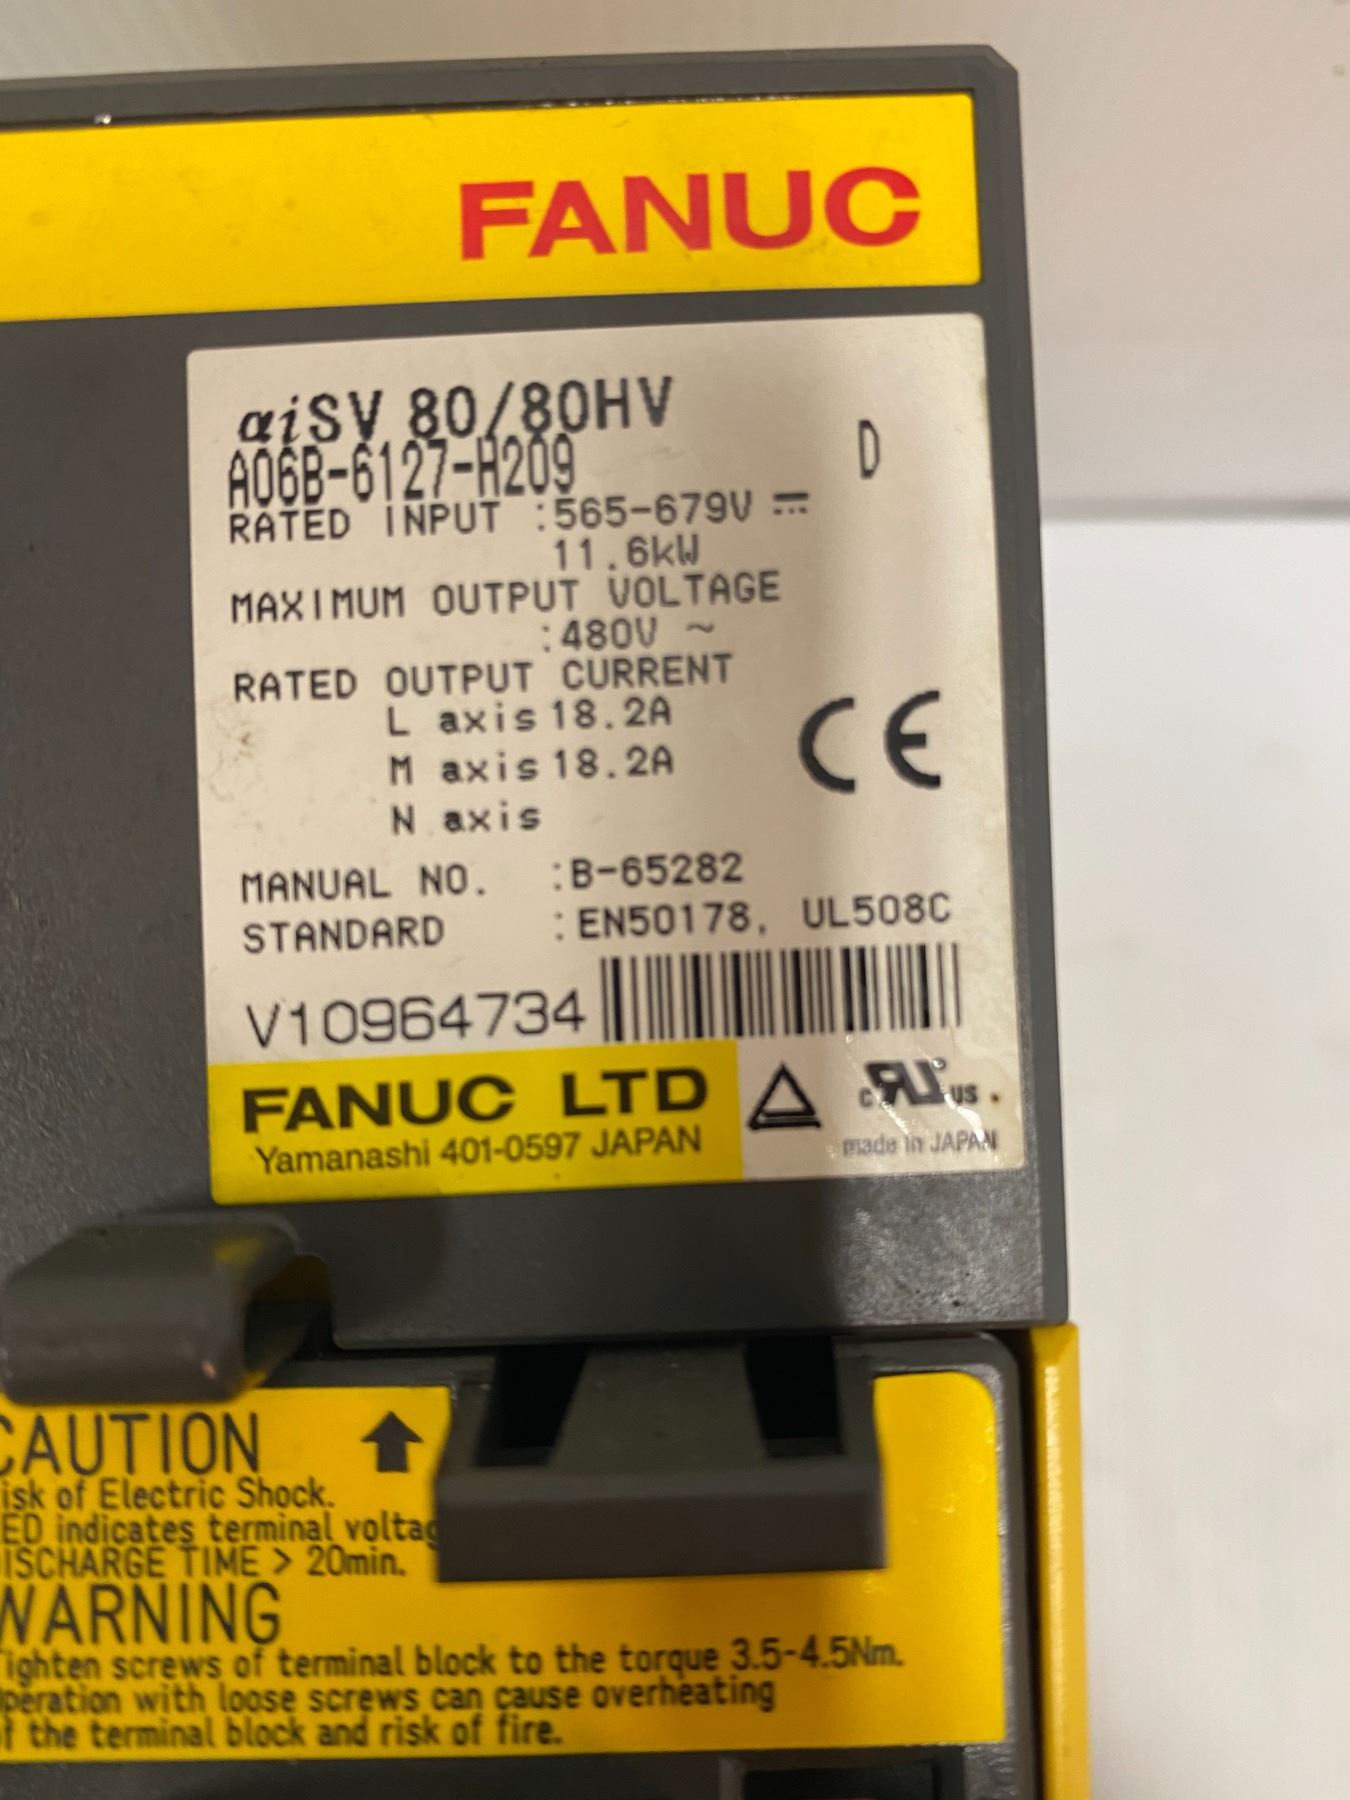 FANUC
αiSV 80/80HV
A06B-6127-H209 D
RATED INPUT :565-679V ⎓
11.6kW
MAXIMUM OUTPUT VOLTAGE
:480V ~
RATED OUTPUT CURRENT
L axis 18.2A
M axis 18.2A
N axis
CE
MANUAL NO. :B-65282
STANDARD :EN50178, UL508C
V10964734
FANUC LTD
Yamanashi 401-0597 JAPAN
c RU us
made in JAPAN
CAUTION
isk of Electric Shock.
ED indicates terminal voltag
ISCHARGE TIME > 20min.
WARNING
ighten screws of terminal block to the torque 3.5-4.5Nm.
peration with loose screws can cause overheating
f the terminal block and risk of fire.